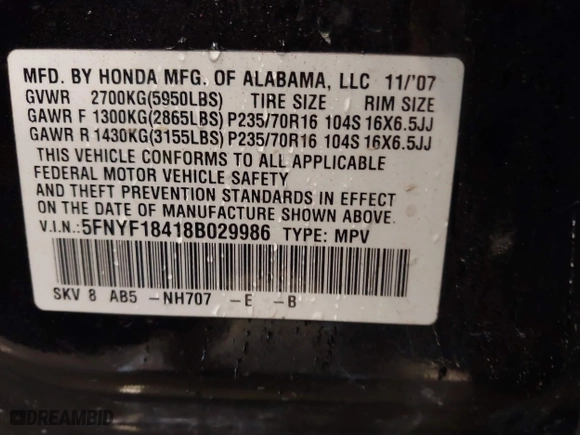 MFD. BY HONDA MFG. OF ALABAMA, LLC 11/'07
GVWR 2700KG(5950LBS) TIRE SIZE RIM SIZE
GAWR F 1300KG(2865LBS) P235/70R16 104S 16X6.5JJ
GAWR R 1430KG(3155LBS) P235/70R16 104S 16X6.5JJ
THIS VEHICLE CONFORMS TO ALL APPLICABLE
FEDERAL MOTOR VEHICLE SAFETY
AND THEFT PREVENTION STANDARDS IN EFFECT
ON THE DATE OF MANUFACTURE SHOWN ABOVE.
V.I.N.: 5FNYF18418B029986 TYPE: MPV
SKV 8 AB5 -NH707 -E -B
DREAMBID